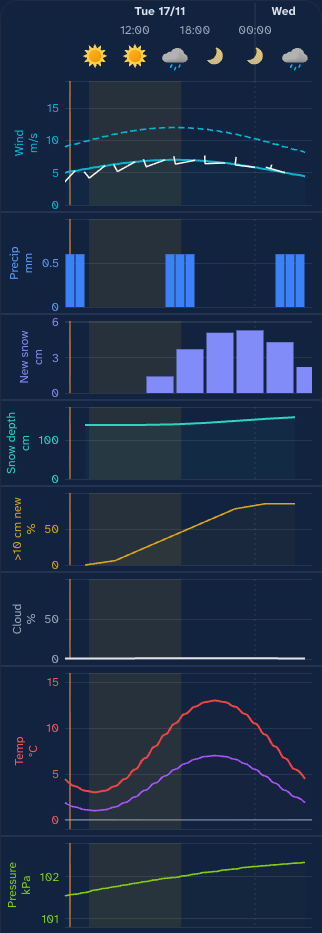 Tue 17/11
Wed
12:00
18:00
00:00
Wind
m/s
15
10
5
0
Precip
mm
0.5
0
New snow
cm
6
3
0
Snow depth
cm
100
0
>10 cm new
%
50
0
Cloud
%
50
0
Temp
°C
15
10
5
0
Pressure
kPa
102
101